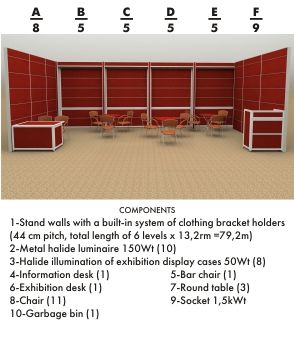 A B C D E F
8 5 5 5 5 9
COMPONENTS
1-Stand walls with a built-in system of clothing bracket holders
(44 cm pitch, total length of 6 levels x 13,2rm =79,2m)
2-Metal halide luminaire 150Wt (10)
3-Halide illumination of exhibition display cases 50Wt (8)
4-Information desk (1) 5-Bar chair (1)
6-Exhibition desk (1) 7-Round table (3)
8-Chair (11) 9-Socket 1,5kWt
10-Garbage bin (1)